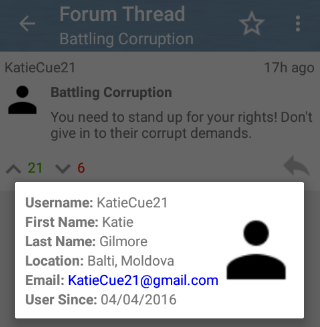 Forum Thread
Battling Corruption
KatieCue21 17h ago
Battling Corruption
You need to stand up for your rights! Don't
give in to their corrupt demands.
21 6
Username: KatieCue21
First Name: Katie
Last Name: Gilmore
Location: Balti, Moldova
Email: KatieCue21@gmail.com
User Since: 04/04/2016